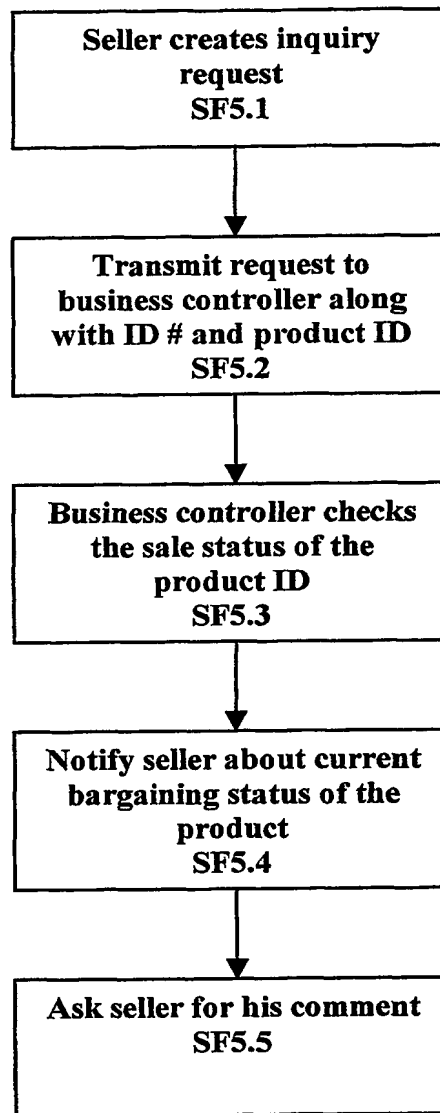 Seller creates inquiry
request
SF5.1
Transmit request to
business controller along
with ID # and product ID
SF5.2
Business controller checks
the sale status of the
product ID
SF5.3
Notify seller about current
bargaining status of the
product
SF5.4
Ask seller for his comment
SF5.5